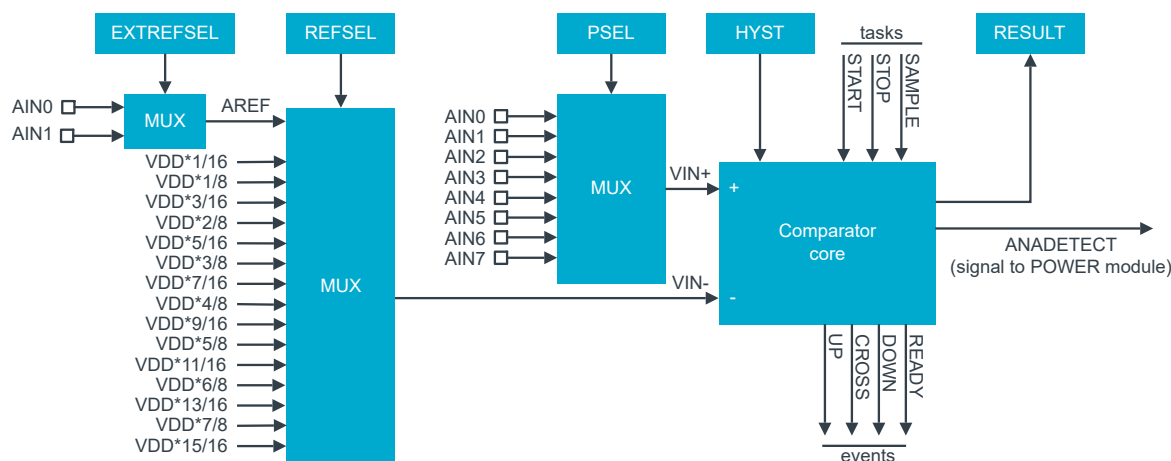 EXTREFSEL
REFSEL
PSEL
HYST
tasks
RESULT
START
STOP
SAMPLE
AIN0
AIN1
MUX
AREF
VDD*1/16
VDD*1/8
VDD*3/16
VDD*2/8
VDD*5/16
VDD*3/8
VDD*7/16
VDD*4/8
VDD*9/16
VDD*5/8
VDD*11/16
VDD*6/8
VDD*13/16
VDD*7/8
VDD*15/16
MUX
AIN0
AIN1
AIN2
AIN3
AIN4
AIN5
AIN6
AIN7
MUX
VIN+
VIN-
+
-
Comparator
core
ANADETECT
(signal to POWER module)
UP
CROSS
DOWN
READY
events